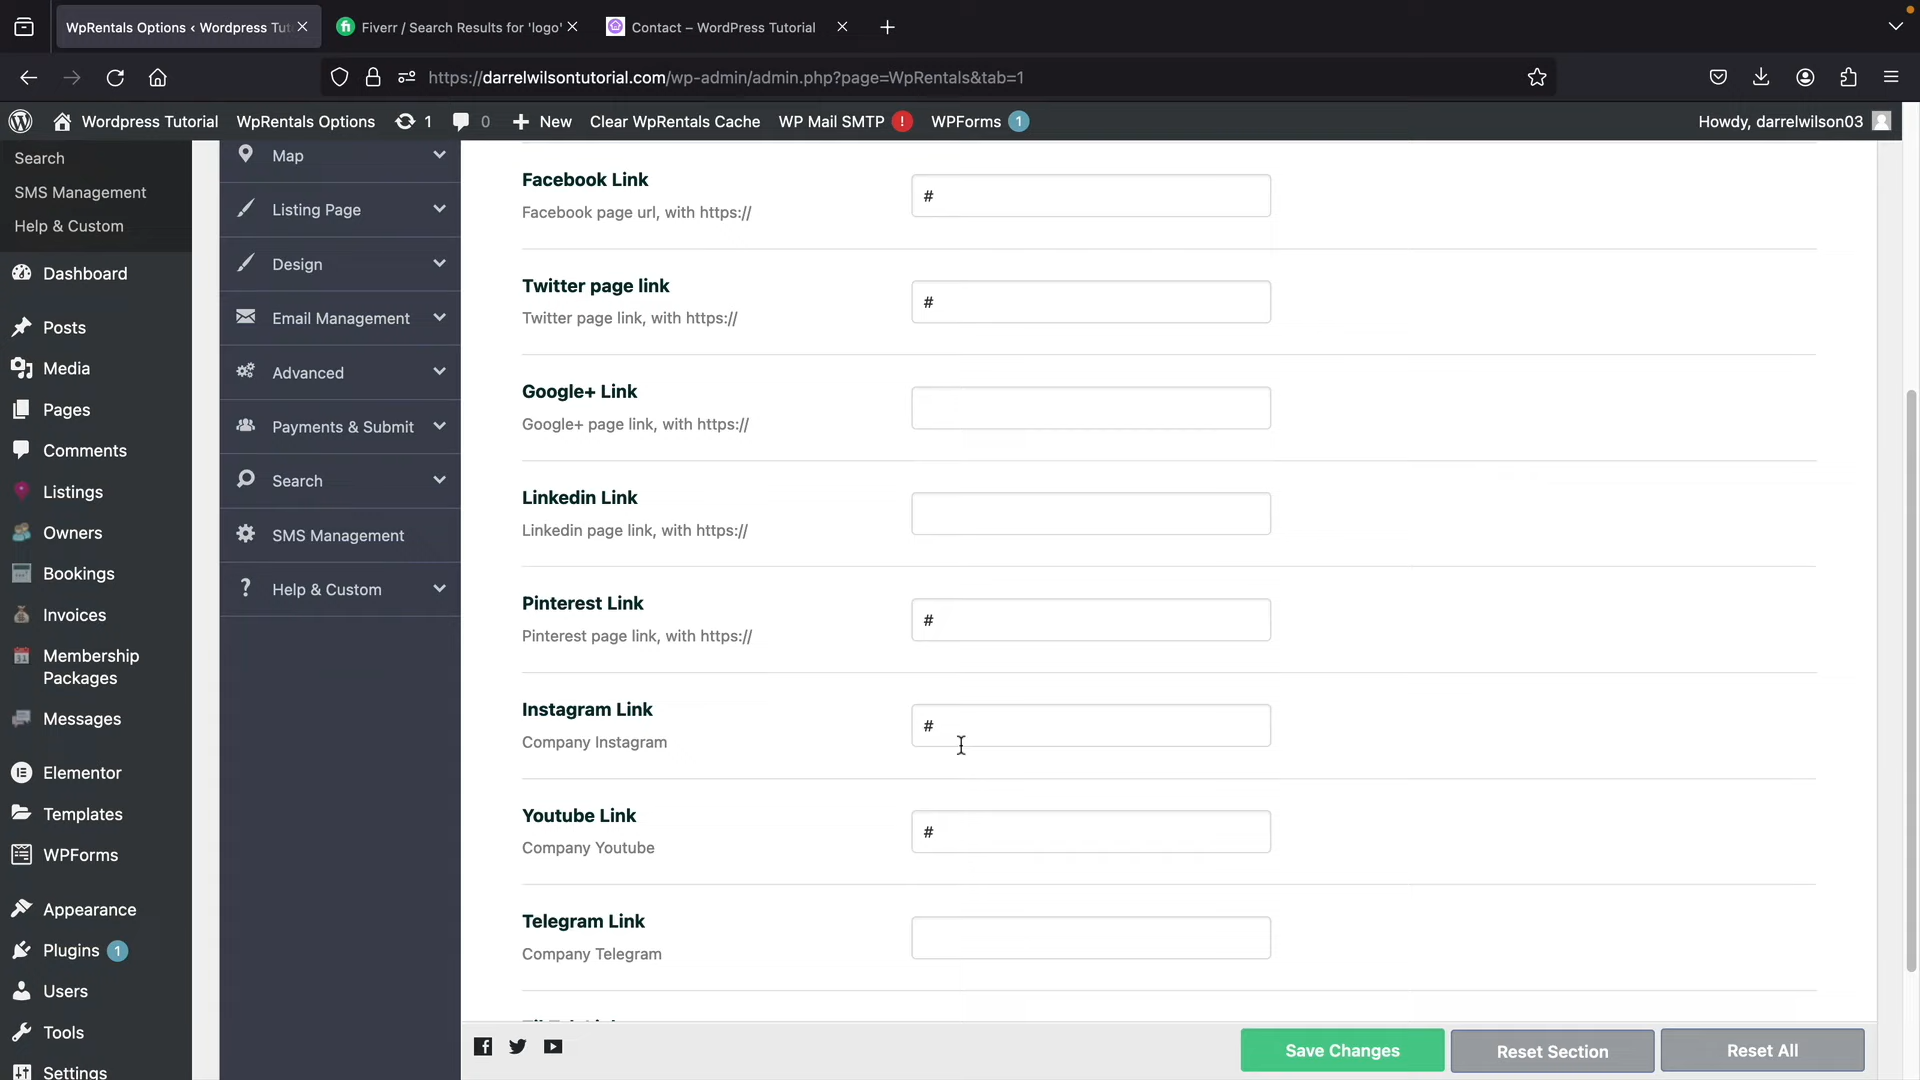 WpRentals Options ‹ Wordpress Tut
Fiverr / Search Results for 'logo'
Contact – WordPress Tutorial
https://darrelwilsontutorial.com/wp-admin/admin.php?page=WpRentals&tab=1
Wordpress Tutorial
WpRentals Options
1
0
New
Clear WpRentals Cache
WP Mail SMTP
!
WPForms
1
Howdy, darrelwilson03
Search
SMS Management
Help & Custom
Dashboard
Posts
Media
Pages
Comments
Listings
Owners
Bookings
Invoices
Membership
Packages
Messages
Elementor
Templates
WPForms
Appearance
Plugins 1
Users
Tools
Settings
Map
Listing Page
Design
Email Management
Advanced
Payments & Submit
Search
SMS Management
Help & Custom
Facebook Link
Facebook page url, with https://
#
Twitter page link
Twitter page link, with https://
#
Google+ Link
Google+ page link, with https://
Linkedin Link
Linkedin page link, with https://
Pinterest Link
Pinterest page link, with https://
#
Instagram Link
Company Instagram
#
Youtube Link
Company Youtube
#
Telegram Link
Company Telegram
Save Changes
Reset Section
Reset All